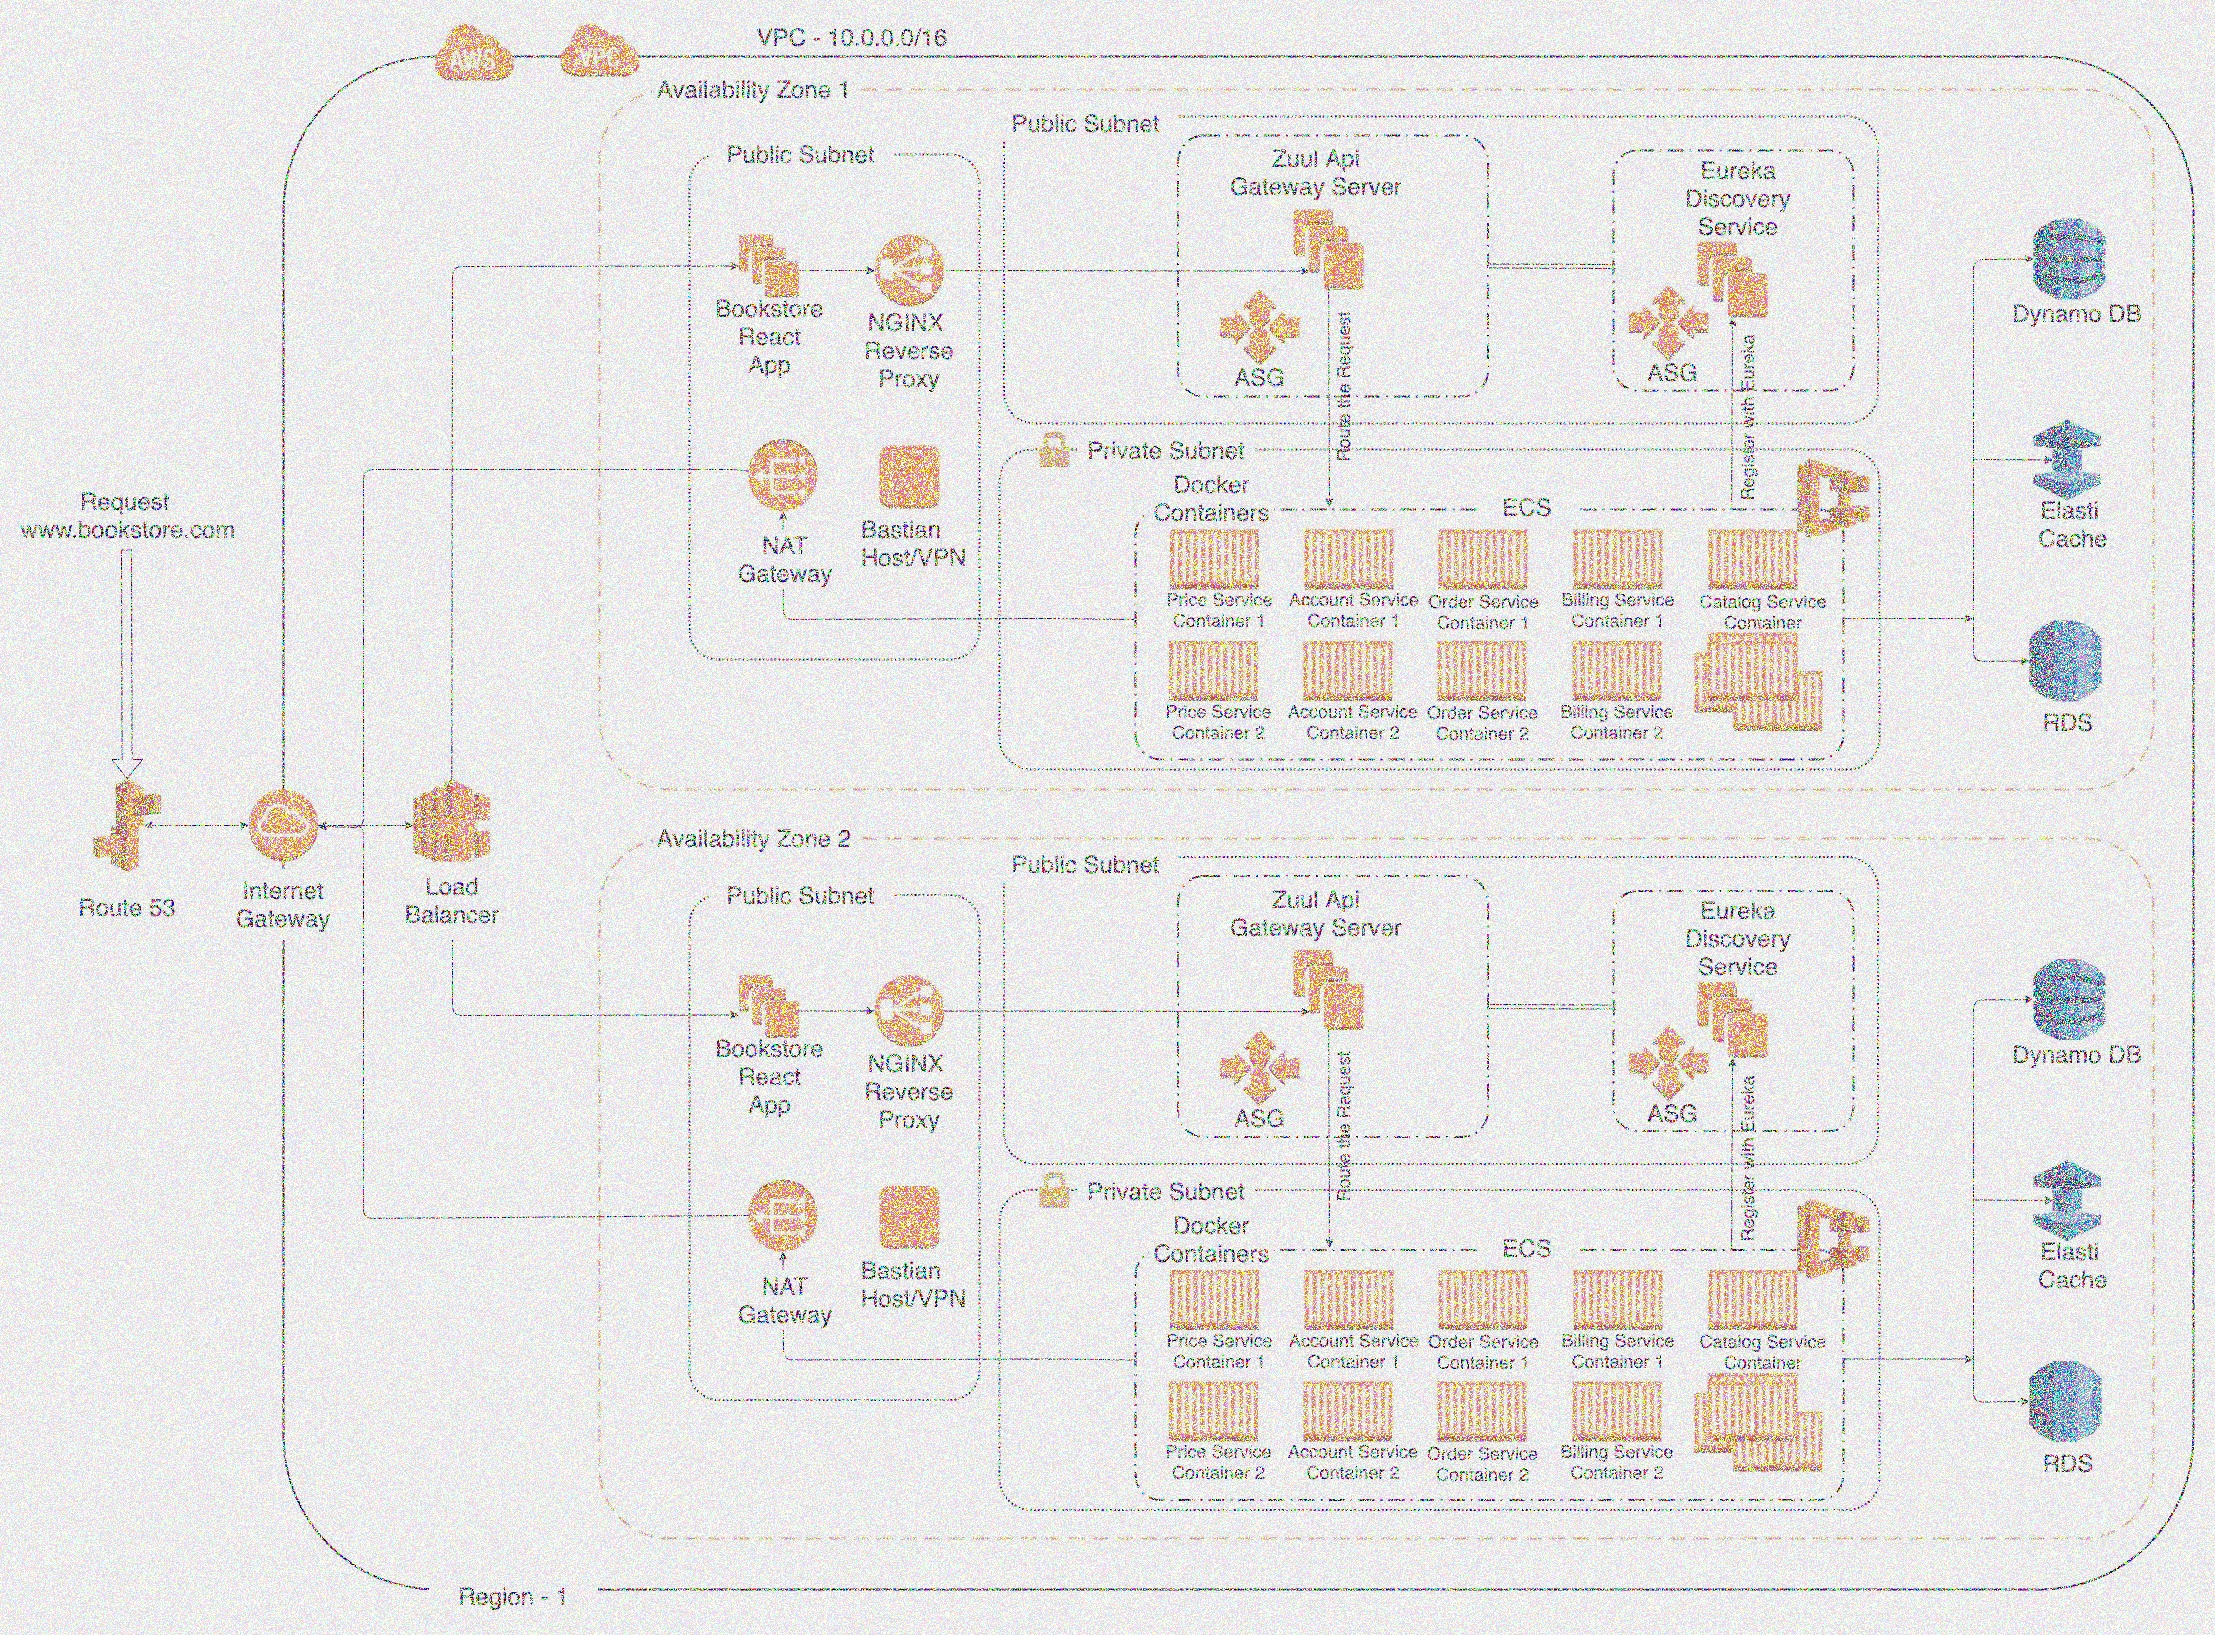 AWS
VPC
VPC - 10.0.0.0/16
Availability Zone 1
Public Subnet
Bookstore
React
App
NGINX
Reverse
Proxy
NAT
Gateway
Bastian
Host/VPN
Public Subnet
Zuul Api
Gateway Server
ASG
Route the Request
Eureka
Discovery
Service
ASG
Register with Eureka
Private Subnet
Docker
Containers
ECS
Price Service
Container 1
Account Service
Container 1
Order Service
Container 1
Billing Service
Container 1
Catalog Service
Container
Price Service
Container 2
Account Service
Container 2
Order Service
Container 2
Billing Service
Container 2
Dynamo DB
Elasti
Cache
RDS
Request
www.bookstore.com
Route 53
Internet
Gateway
Load
Balancer
Availability Zone 2
Public Subnet
Bookstore
React
App
NGINX
Reverse
Proxy
NAT
Gateway
Bastian
Host/VPN
Public Subnet
Zuul Api
Gateway Server
ASG
Route the Raquest
Eureka
Discovery
Service
ASG
Register with Eureka
Private Subnet
Docker
Containers
ECS
Price Service
Container 1
Account Service
Container 1
Order Service
Container 1
Billing Service
Container 1
Catalog Service
Container
Price Service
Container 2
Account Service
Container 2
Order Service
Container 2
Billing Service
Container 2
Dynamo DB
Elasti
Cache
RDS
Region - 1